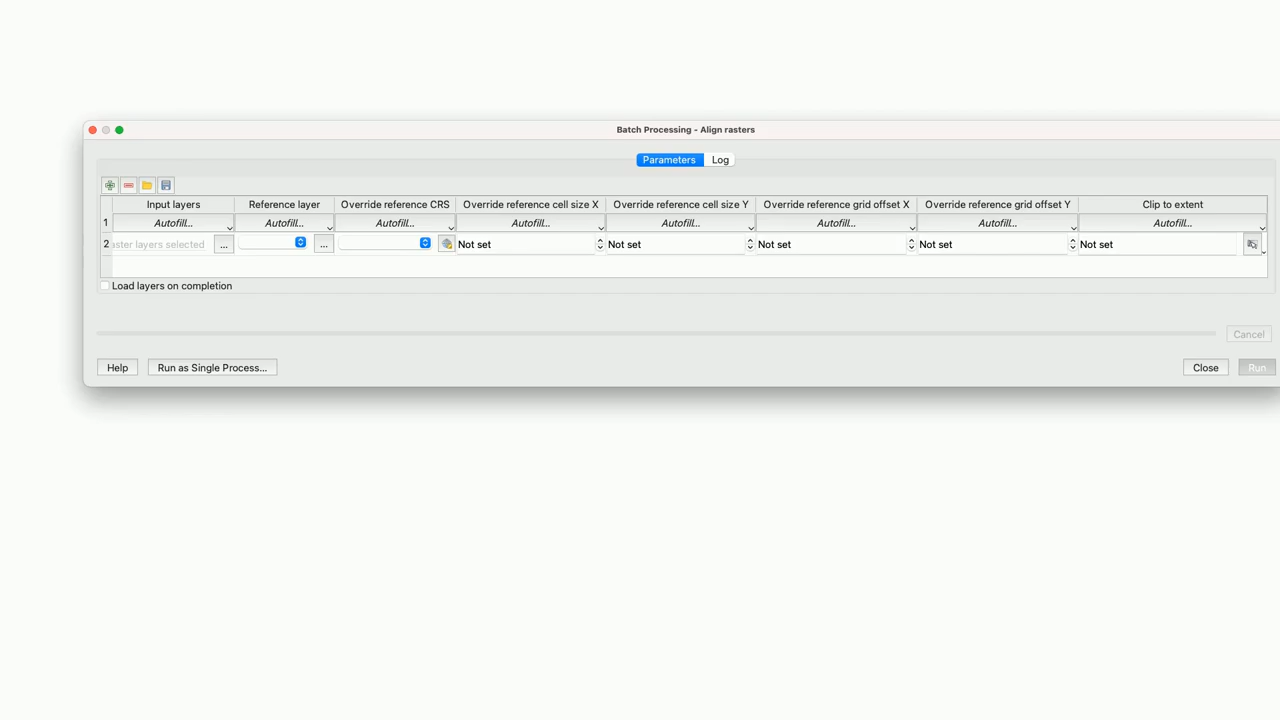 Batch Processing - Align rasters
Parameters Log
Input layers Reference layer Override reference CRS Override reference cell size X Override reference cell size Y Override reference grid offset X Override reference grid offset Y Clip to extent
1 Autofill... Autofill... Autofill... Autofill... Autofill... Autofill... Autofill... Autofill...
2 aster layers selected ... ... Not set Not set Not set Not set Not set
Load layers on completion
Cancel
Help Run as Single Process... Close Run